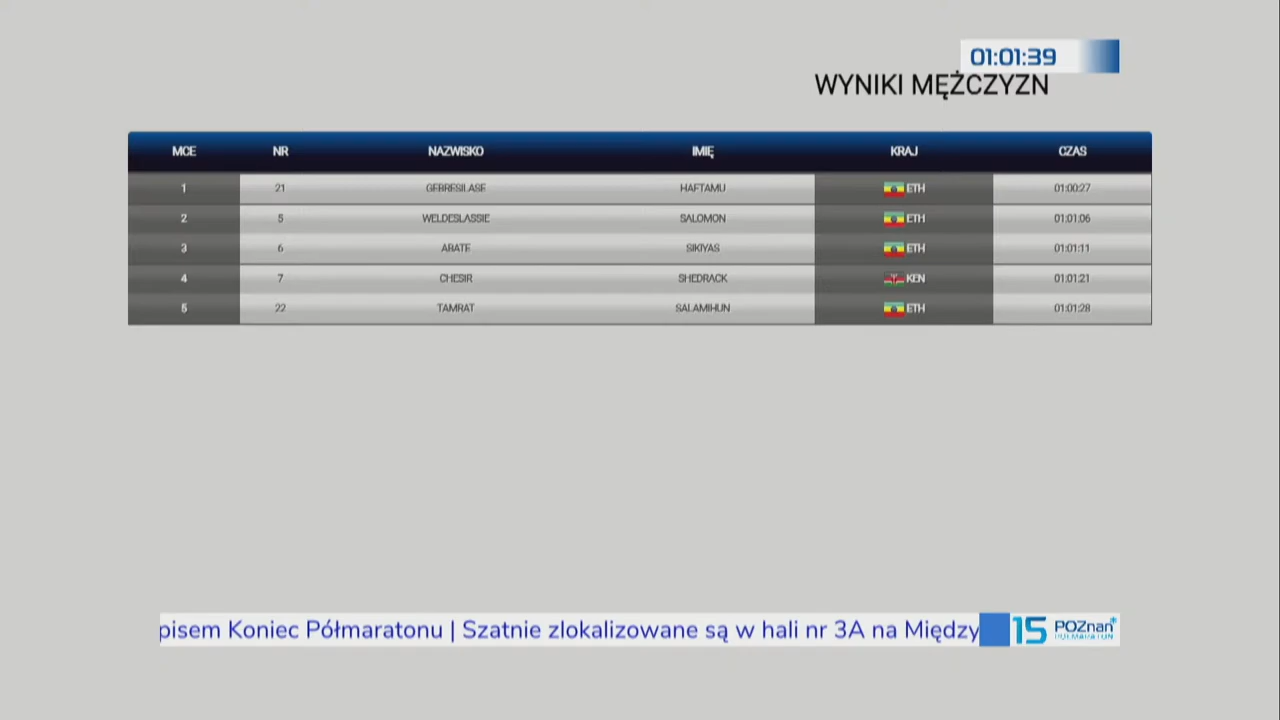 01:01:39
WYNIKI MĘŻCZYZN
MCE NR NAZWISKO IMIĘ KRAJ CZAS
1 21 GEBRESILASE HAFTAMU ETH 01:00:27
2 5 WELDESLASSIE SALOMON ETH 01:01:06
3 6 ABATE SIKIYAS ETH 01:01:11
4 7 CHESIR SHEDRACK KEN 01:01:21
5 22 TAMRAT SALAMIHUN ETH 01:01:28
pisem Koniec Półmaratonu | Szatnie zlokalizowane są w hali nr 3A na Między
15 POZnan*
PÓŁMARATON